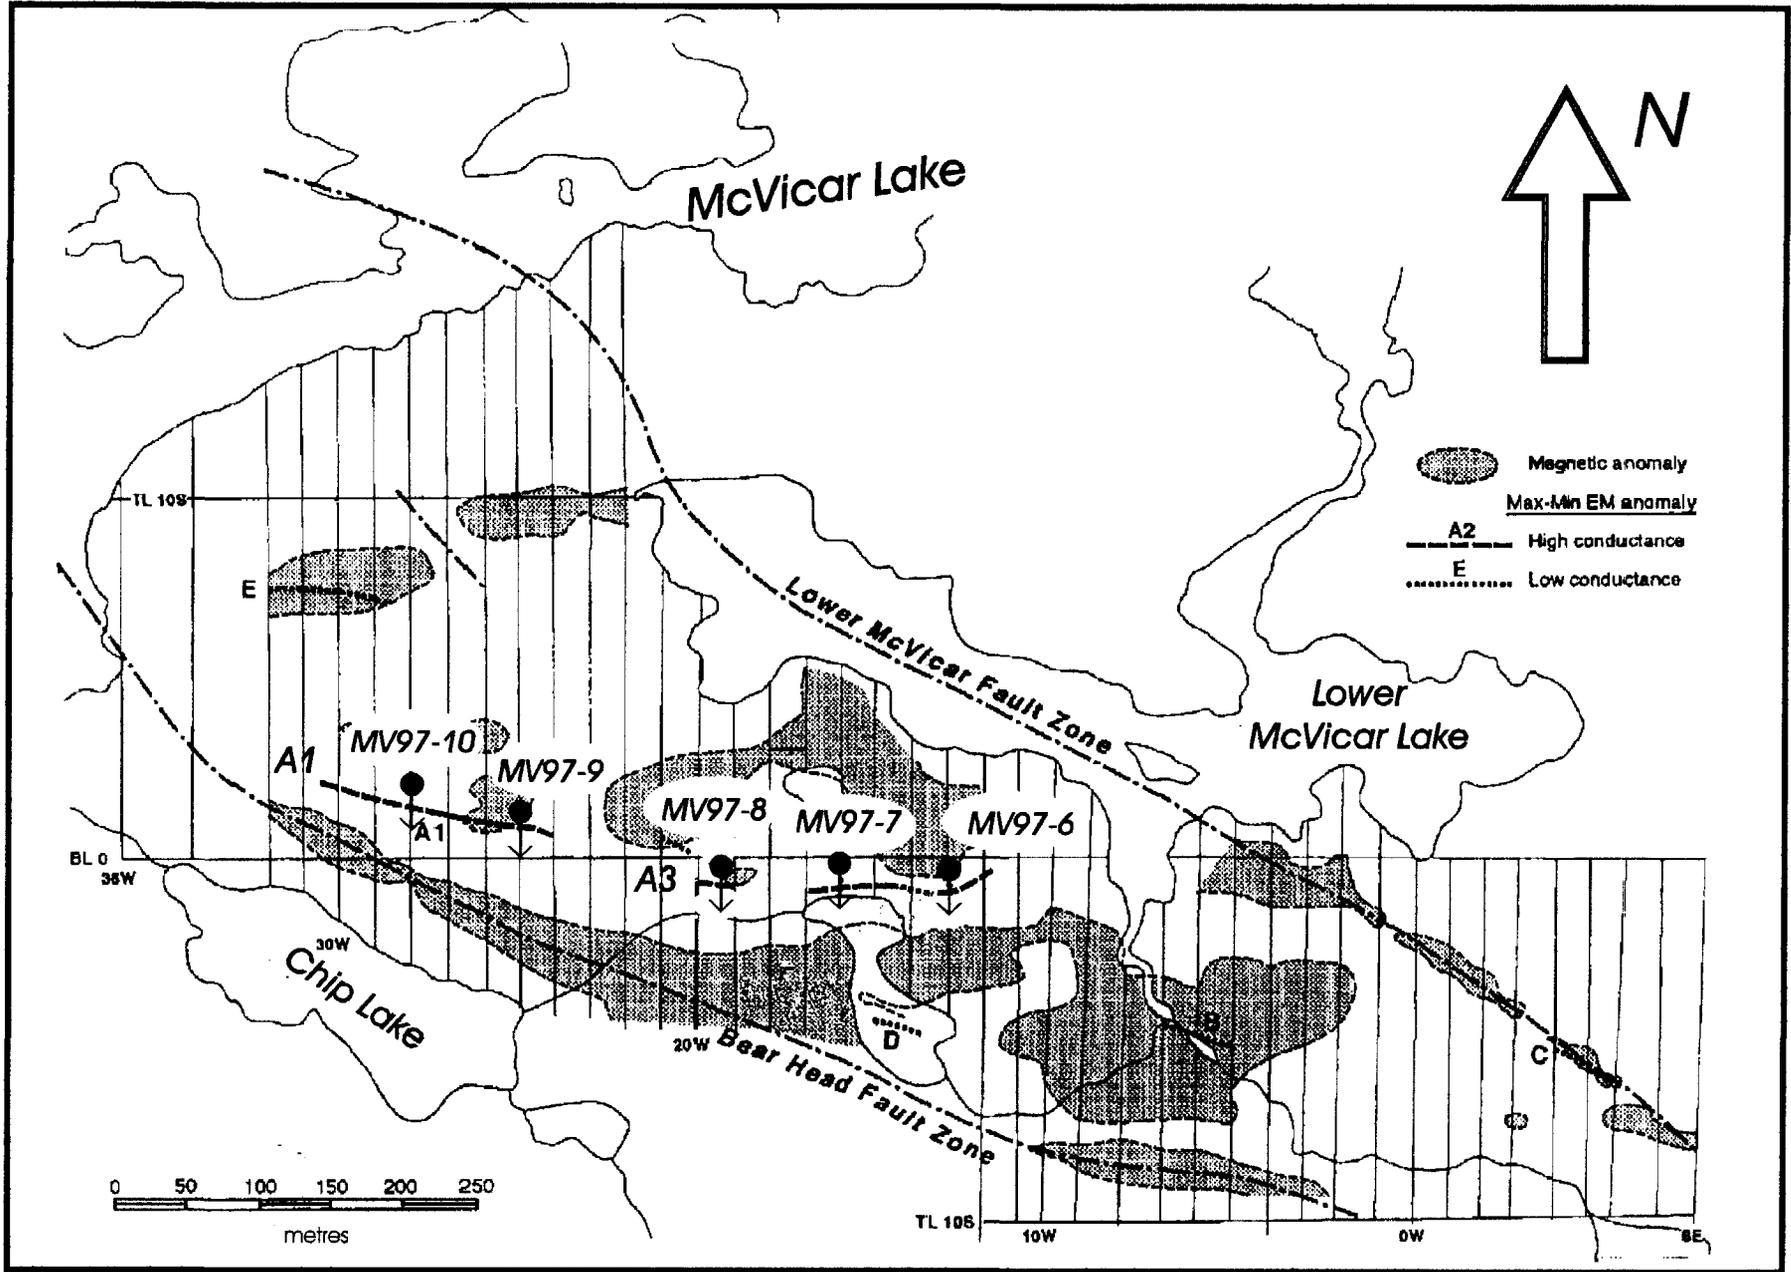 N
McVicar Lake
Magnetic anomaly
Max-Min EM anomaly
A2
High conductance
E
Low conductance
TL 10S
E
Lower McVicar Fault Zone
Lower
McVicar Lake
MV97-10
A1
MV97-9
MV97-8
MV97-7
MV97-6
A1
BL 0
36W
A3
30W
Chip Lake
20W
Bear Head Fault Zone
D
B
C
0 50 100 150 200 250
metres
TL 10S
10W
0W
8E